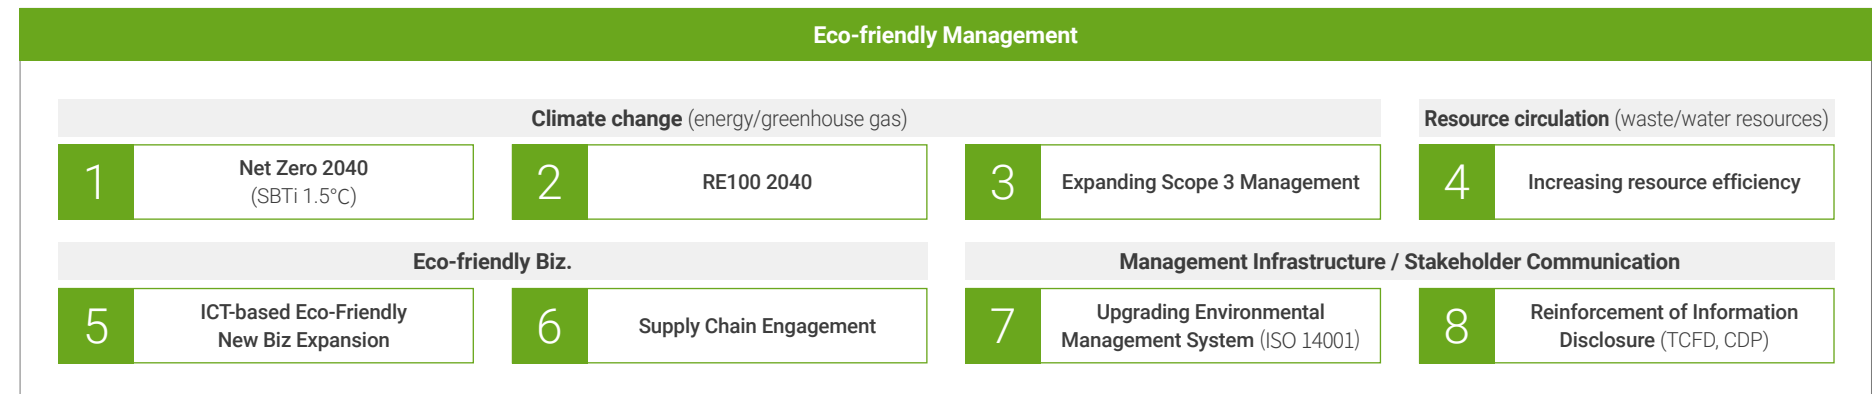 Eco-friendly Management
Climate change (energy/greenhouse gas)
Resource circulation (waste/water resources)
1
Net Zero 2040
(SBTi 1.5°C)
2
RE100 2040
3
Expanding Scope 3 Management
4
Increasing resource efficiency
Eco-friendly Biz.
Management Infrastructure / Stakeholder Communication
5
ICT-based Eco-Friendly
New Biz Expansion
6
Supply Chain Engagement
7
Upgrading Environmental
Management System (ISO 14001)
8
Reinforcement of Information
Disclosure (TCFD, CDP)